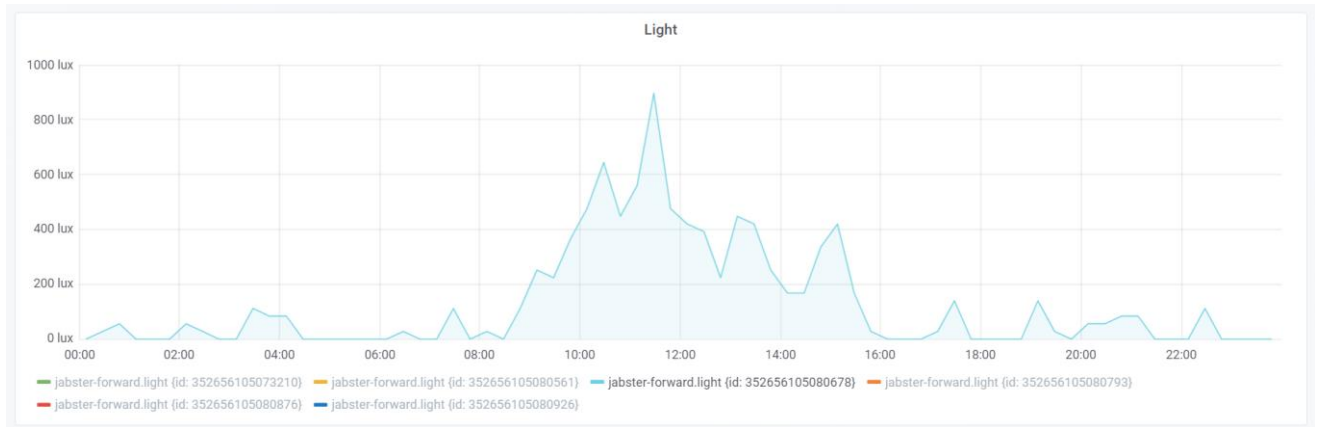 Light
1000 lux
800 lux
600 lux
400 lux
200 lux
0 lux
00:00 02:00 04:00 06:00 08:00 10:00 12:00 14:00 16:00 18:00 20:00 22:00
jabster-forward.light {id: 352656105073210} jabster-forward.light {id: 352656105080561} jabster-forward.light {id: 352656105080678} jabster-forward.light {id: 352656105080793}
jabster-forward.light {id: 352656105080876} jabster-forward.light {id: 352656105080926}